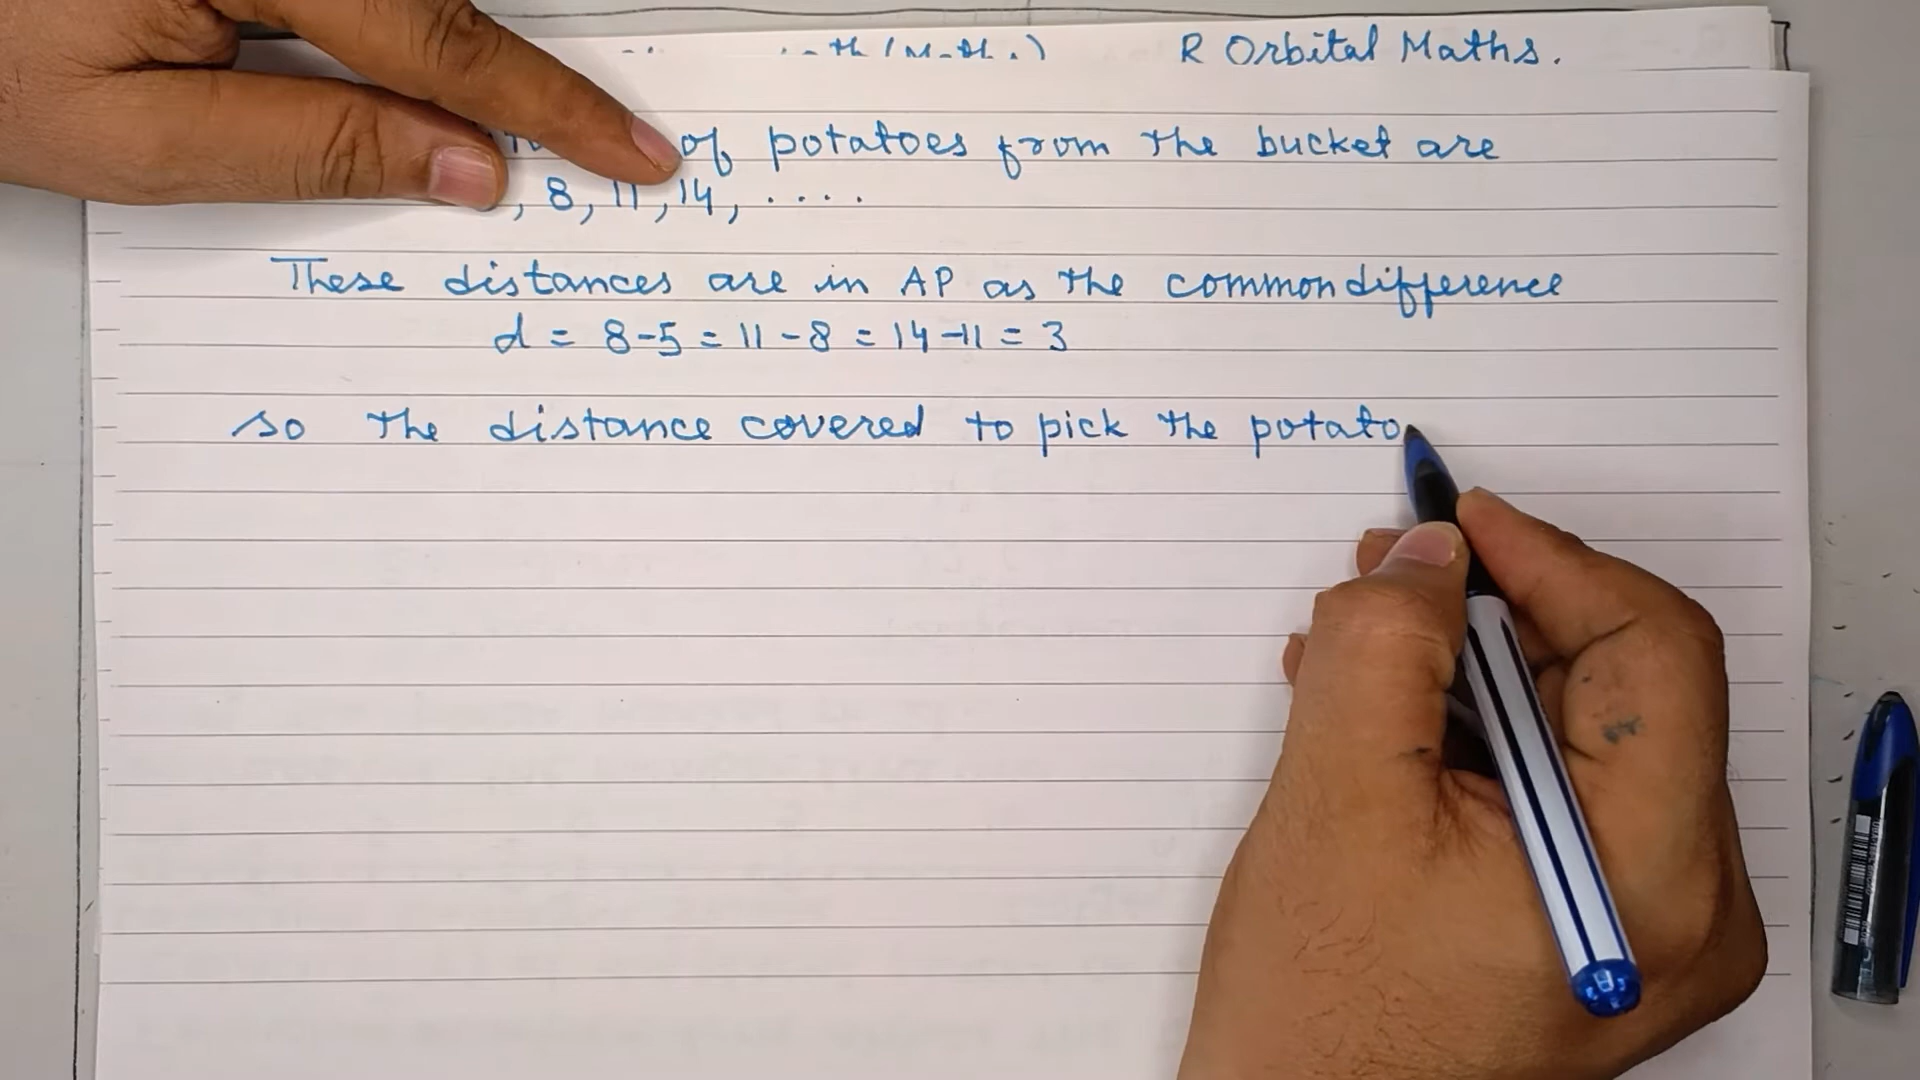 R Orbital Maths.
of potatoes from the bucket are
, 8, 11, 14, ....
These distances are in AP as the common difference
d = 8-5 = 11-8 = 14-11 = 3
so the distance covered to pick the potato